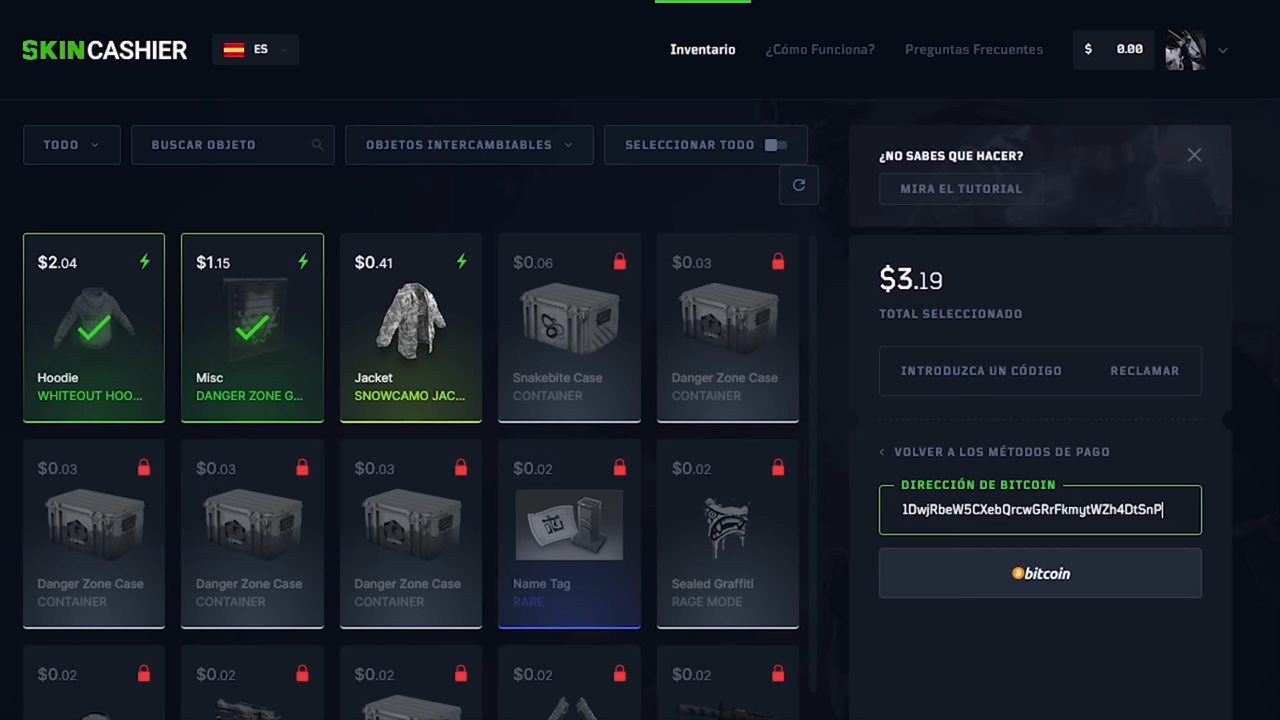 SKINCASHIER
ES
Inventario
¿Cómo Funciona?
Preguntas Frecuentes
$ 0.00
TODO
BUSCAR OBJETO
OBJETOS INTERCAMBIABLES
SELECCIONAR TODO
¿NO SABES QUE HACER?
MIRA EL TUTORIAL
$2.04
Hoodie
WHITEOUT HOO...
$1.15
Misc
DANGER ZONE G...
$0.41
Jacket
SNOWCAMO JAC...
$0.06
Snakebite Case
CONTAINER
$0.03
Danger Zone Case
CONTAINER
$0.03
Danger Zone Case
CONTAINER
$0.03
Danger Zone Case
CONTAINER
$0.03
Danger Zone Case
CONTAINER
$0.02
Name Tag
RARE
$0.02
Sealed Graffiti
RAGE MODE
$0.02
$0.02
$0.02
$0.02
$0.02
$3.19
TOTAL SELECCIONADO
INTRODUZCA UN CÓDIGO
RECLAMAR
VOLVER A LOS MÉTODOS DE PAGO
DIRECCIÓN DE BITCOIN
1DwjRbeW5CXebQrcwGRrFkmytWZh4DtSnP
bitcoin